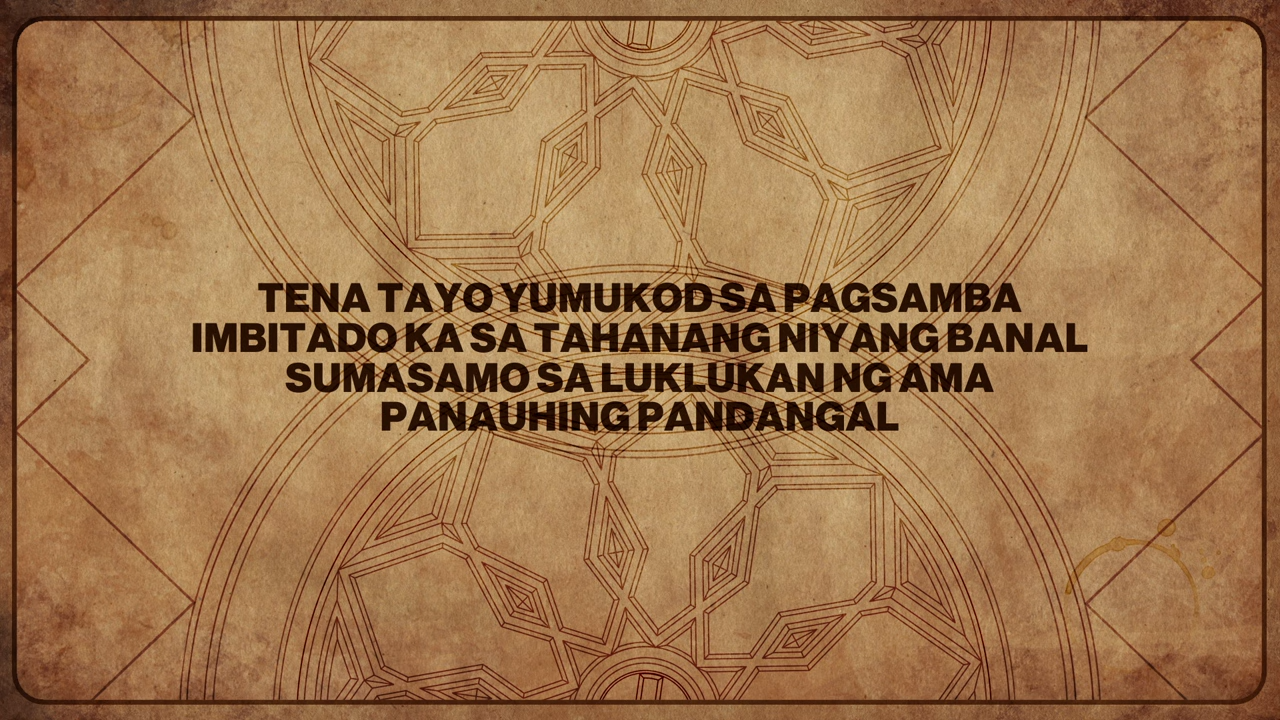 TENA TAYO YUMUKOD SA PAGSAMBA
IMBITADO KA SA TAHANANG NIYANG BANAL
SUMASAMO SA LUKLUKAN NG AMA
PANAUHING PANDANGAL